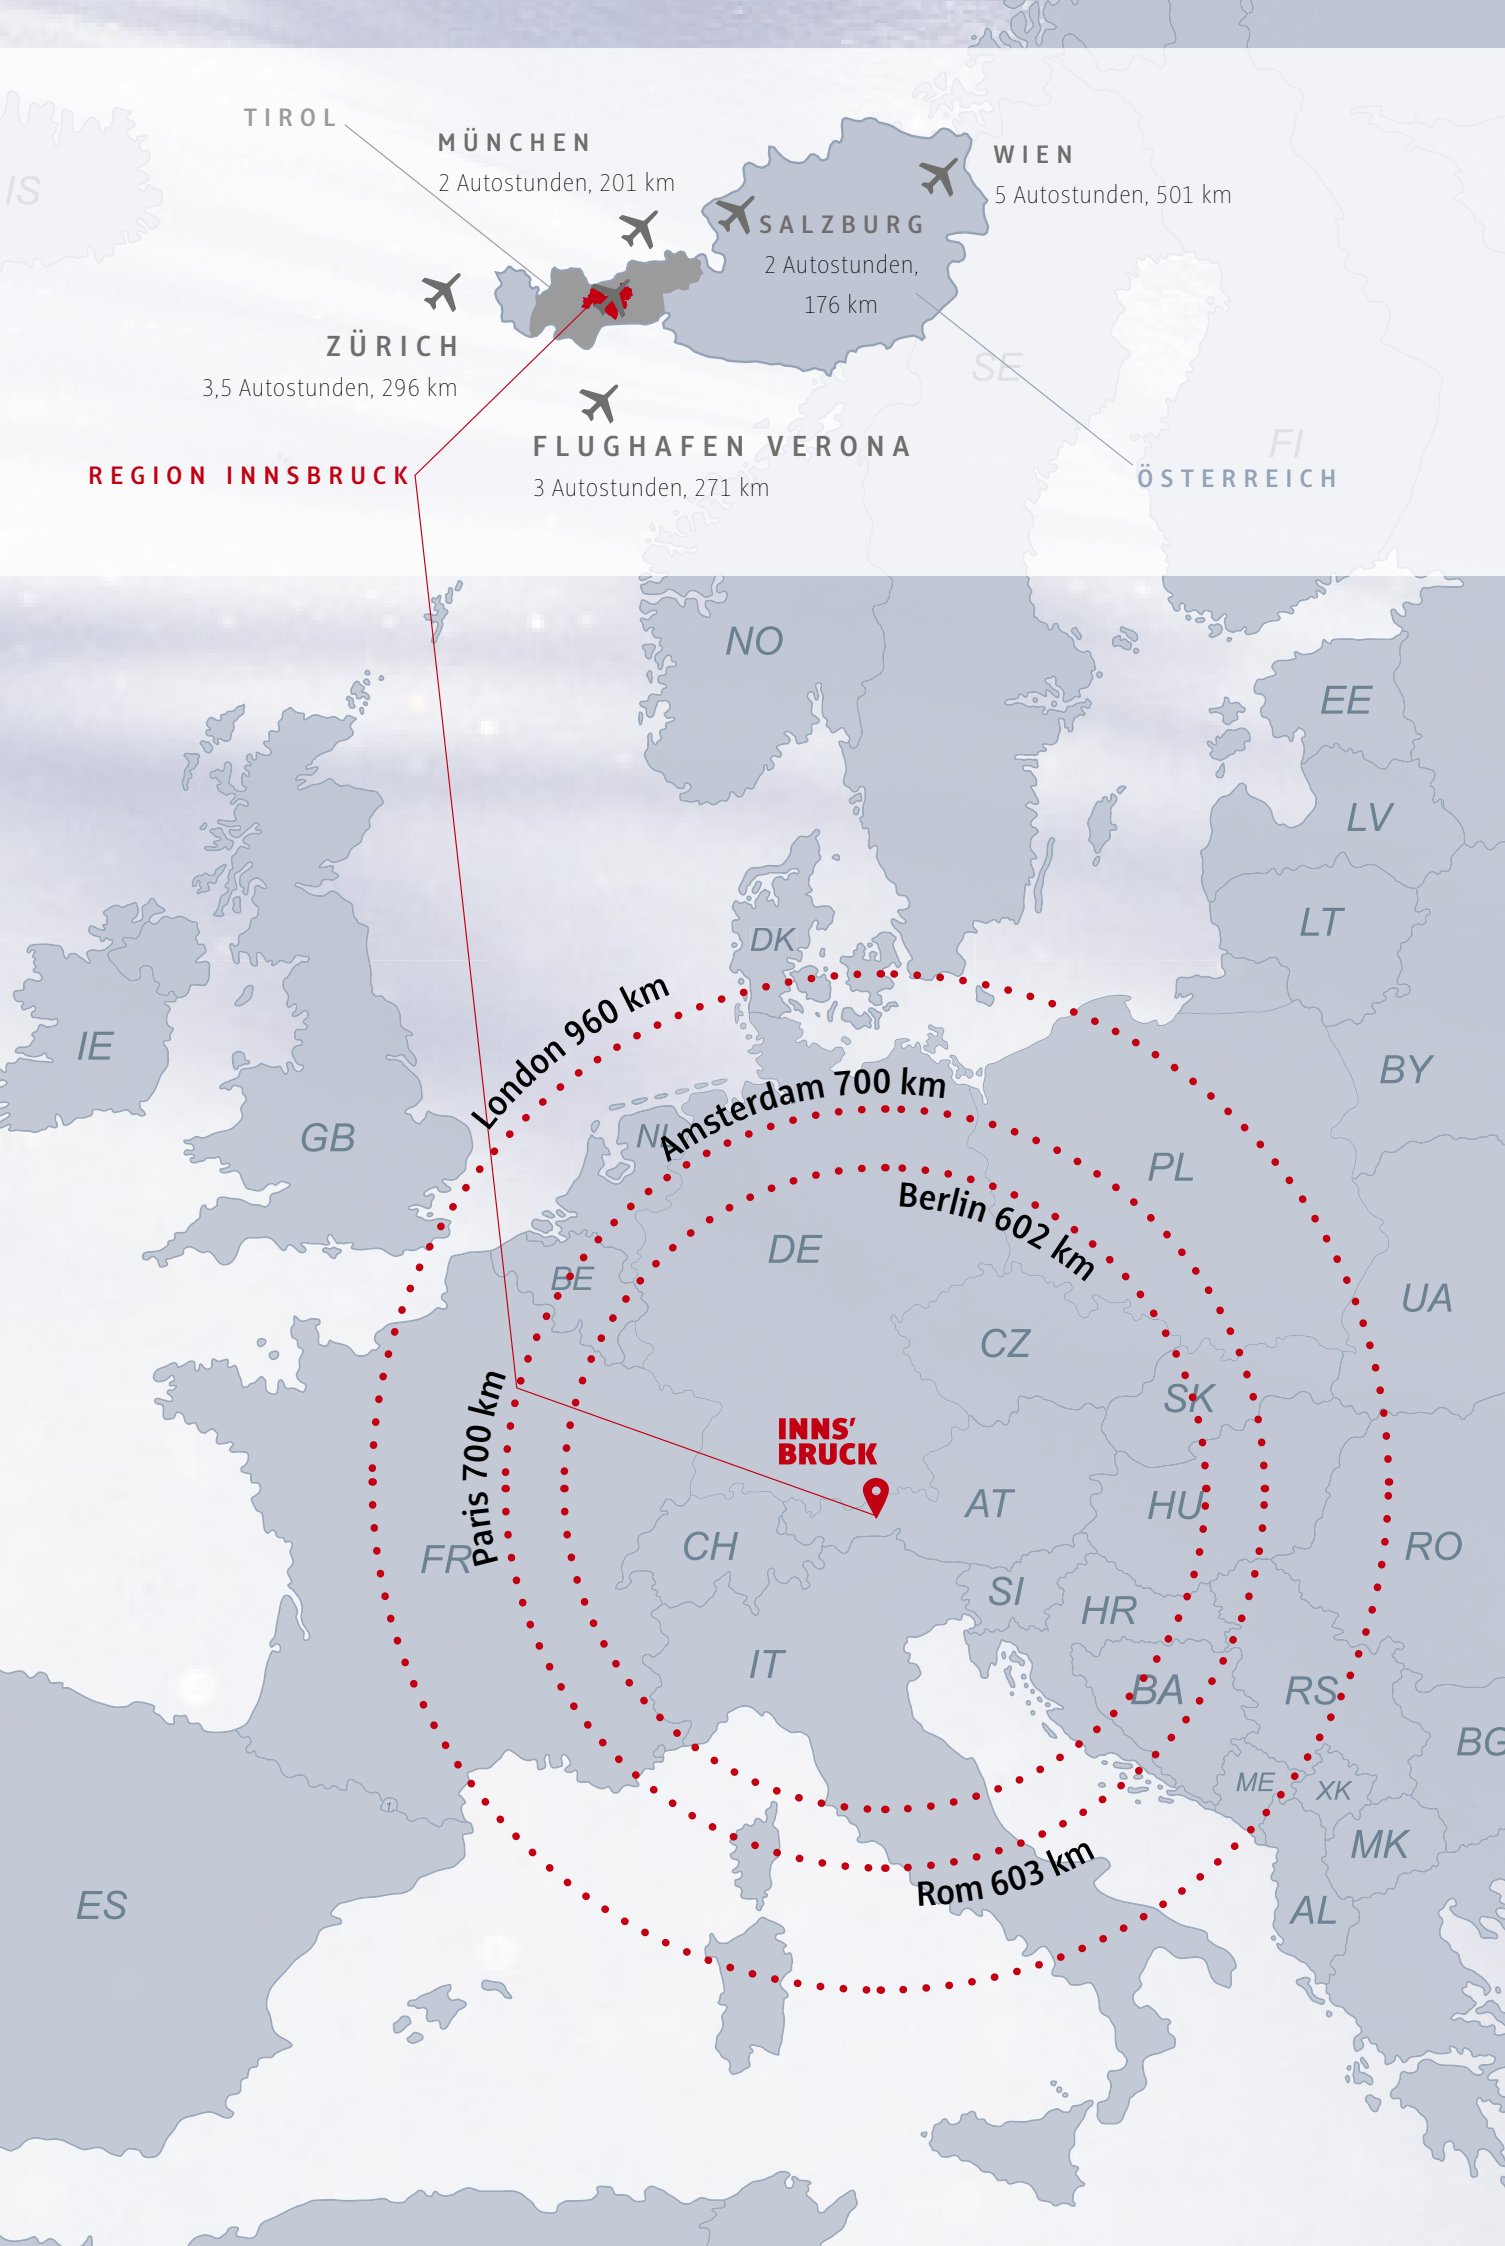 TIROL
MÜNCHEN
2 Autostunden, 201 km
WIEN
5 Autostunden, 501 km
IS
SALZBURG
2 Autostunden,
176 km
ZÜRICH
3,5 Autostunden, 296 km
SE
FLUGHAFEN VERONA
3 Autostunden, 271 km
FI
REGION INNSBRUCK
ÖSTERREICH
NO
EE
LV
LT
DK
London 960 km
IE
BY
Amsterdam 700 km
GB
NL
PL
Berlin 602 km
DE
BE
UA
CZ
SK
Paris 700 km
INNS'
BRUCK
AT
HU
CH
FR
RO
SI
HR
IT
BA
RS
BG
ME
XK
1.
MK
Rom 603 km
ES
AL